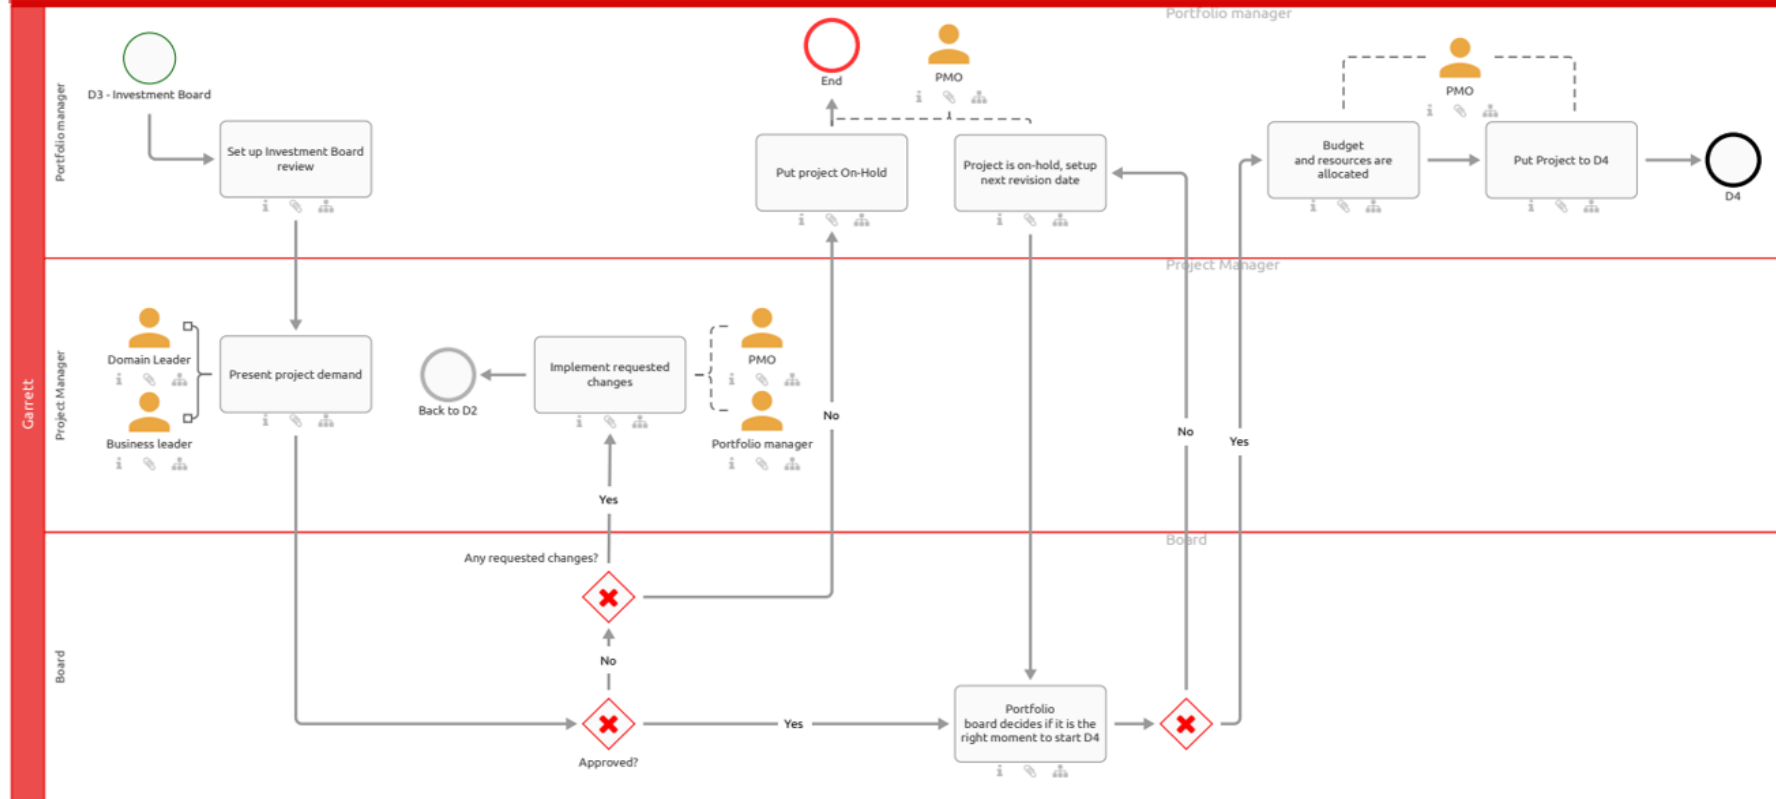 Garrett
Portfolio manager
Portfolio manager
D3 - Investment Board
Set up Investment Board
review
End
PMO
Put project On-Hold
Project is on-hold, setup
next revision date
PMO
Budget
and resources are
allocated
Put Project to D4
D4
Project Manager
Project Manager
Domain Leader
Business leader
Present project demand
Back to D2
Implement requested
changes
PMO
Portfolio manager
No
No
Yes
Yes
Board
Board
Any requested changes?
No
Approved?
Yes
Portfolio
board decides if it is the
right moment to start D4